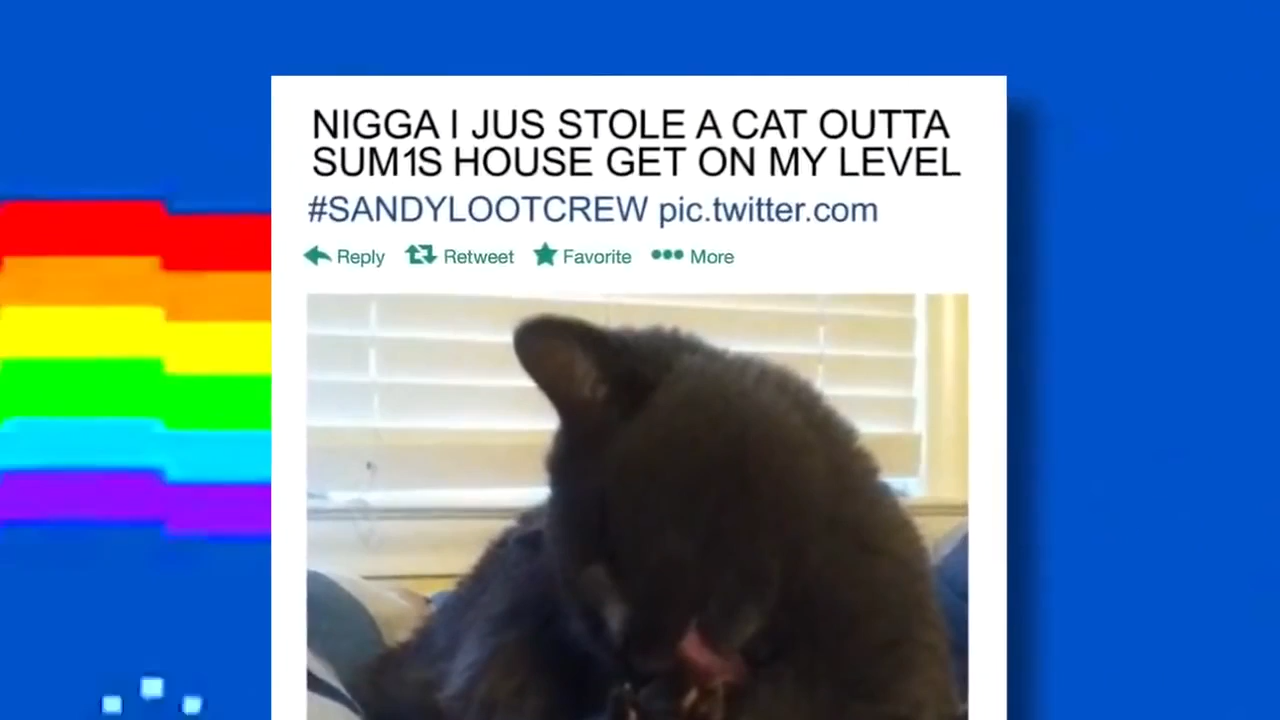 NIGGA I JUS STOLE A CAT OUTTA
SUM1S HOUSE GET ON MY LEVEL
#SANDYLOOTCREW pic.twitter.com
Reply Retweet Favorite More